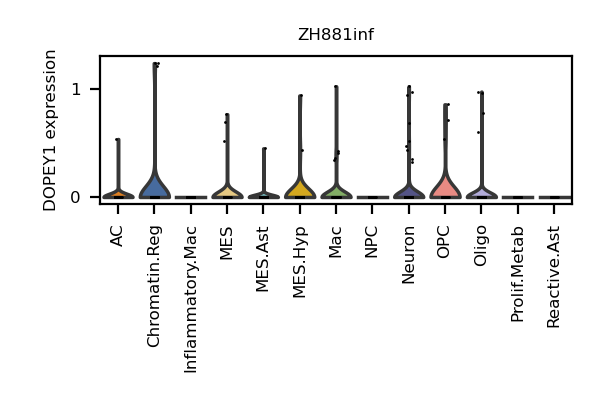 ZH881inf
DOPEY1 expression
1
0
AC
Chromatin.Reg
Inflammatory.Mac
MES
MES.Ast
MES.Hyp
Mac
NPC
Neuron
OPC
Oligo
Prolif.Metab
Reactive.Ast